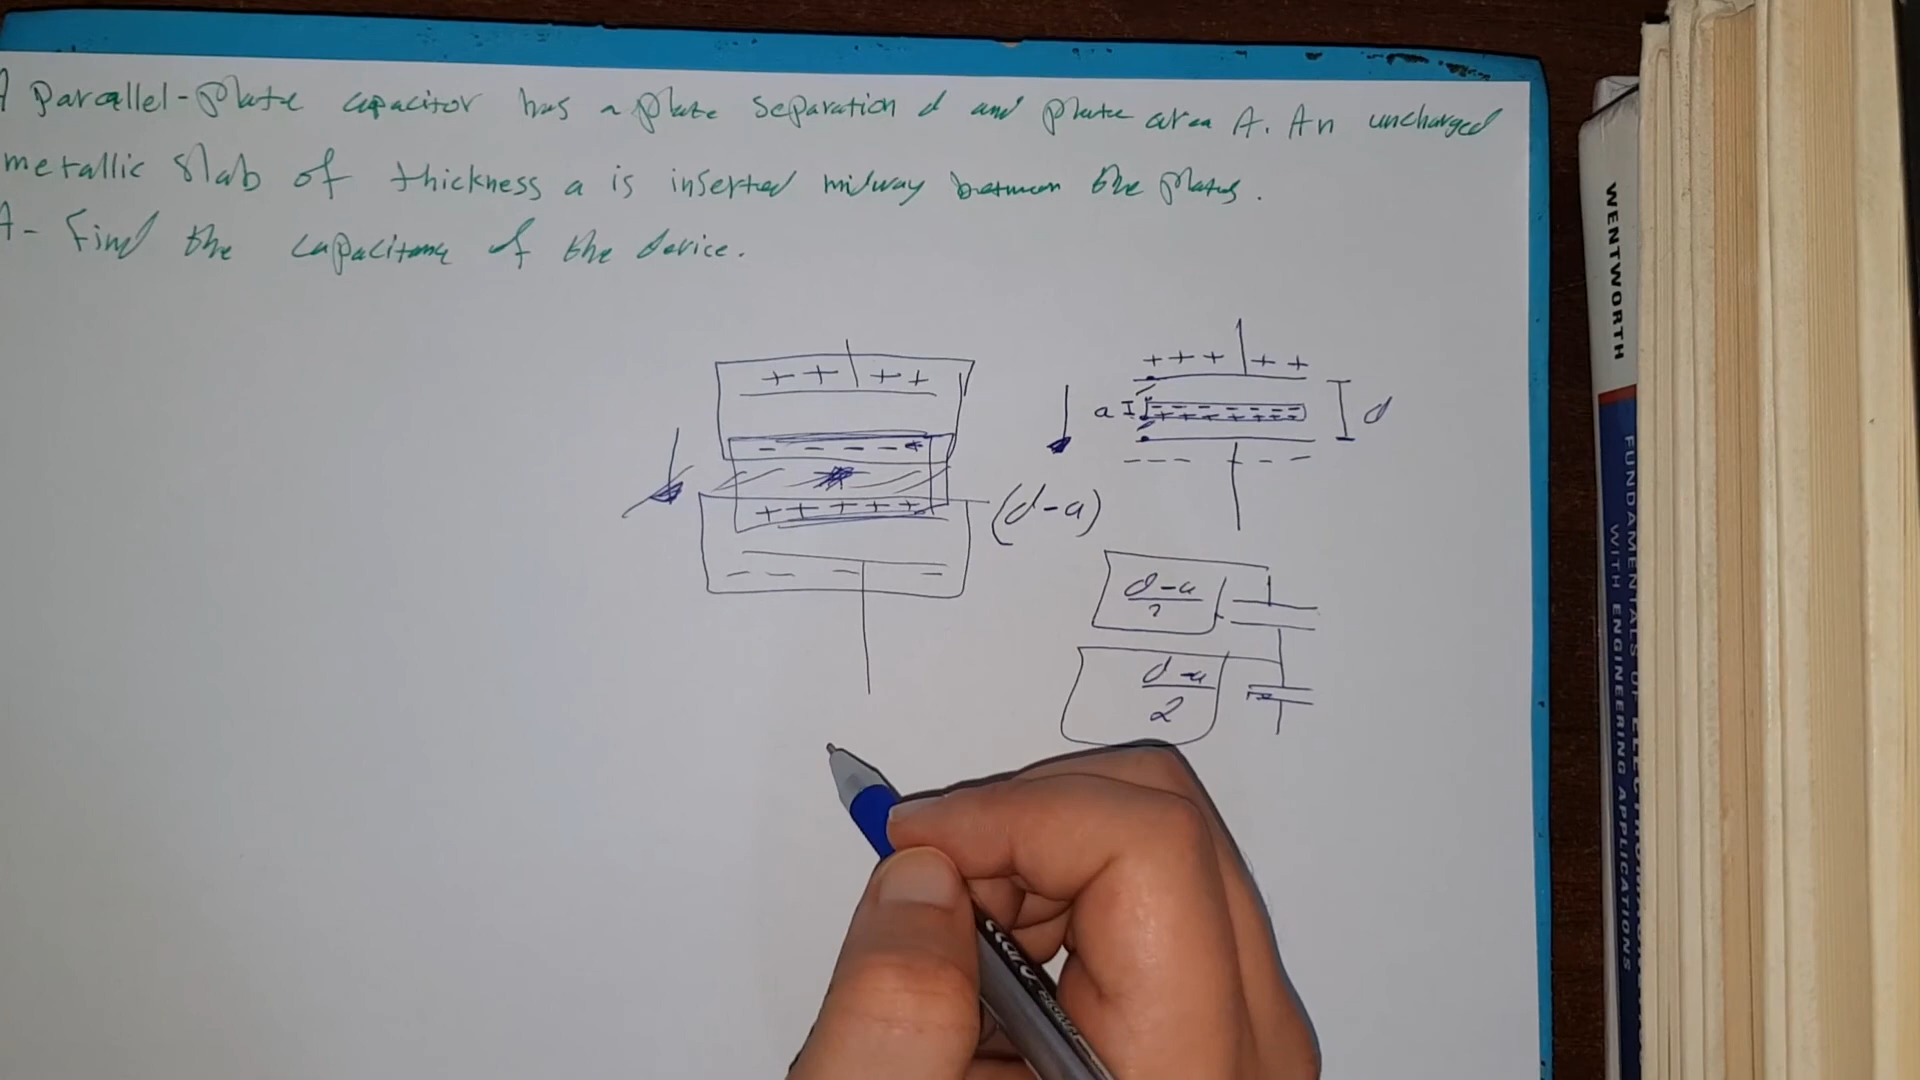 A Parallel-plate capacitor has a plate separation d and plate area A. An uncharged
metallic slab of thickness a is inserted midway between the plates.
A- Find the capacitance of the device.
+ + + +
- - - - -
+ + + + +
- - - -
(d-a)
+ + + + +
a
d
- - - - - -
d-a
2
d-a
2
WENTWORTH
FUNDAMENTALS OF ELECTROMAGNETICS
WITH ENGINEERING APPLICATIONS